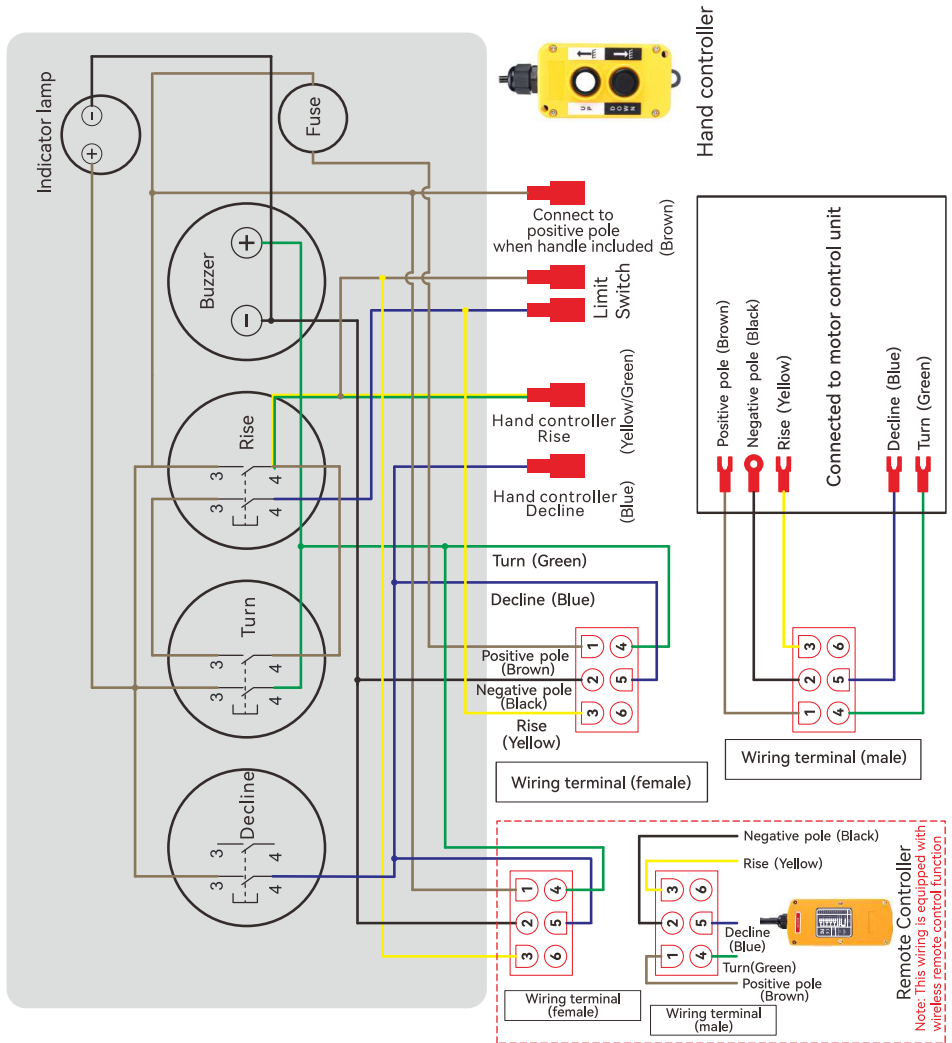 Indicator lamp
-
+
Fuse
Buzzer
+
-
Rise
3
4
3
4
Turn
3
4
3
4
Decline
3
4
3
4
UP
DOWN
Hand controller
Connect to
positive pole
when handle included
(Brown)
Limit
Switch
Hand controller
Rise
(Yellow/Green)
Hand controller
Decline
(Blue)
Turn (Green)
Decline (Blue)
Positive pole
(Brown)
Negative pole
(Black)
Rise
(Yellow)
1
4
2
5
3
6
Wiring terminal (female)
Positive pole (Brown)
Negative pole (Black)
Rise (Yellow)
Connected to motor control unit
Decline (Blue)
Turn (Green)
3
6
2
5
1
4
Wiring terminal (male)
1
4
2
5
3
6
Wiring terminal
(female)
Negative pole (Black)
Rise (Yellow)
3
6
2
5
1
4
Decline
(Blue)
Turn(Green)
Positive pole
(Brown)
Wiring terminal
(male)
Remote Controller
Note: This wiring is equipped with
wireless remote control function